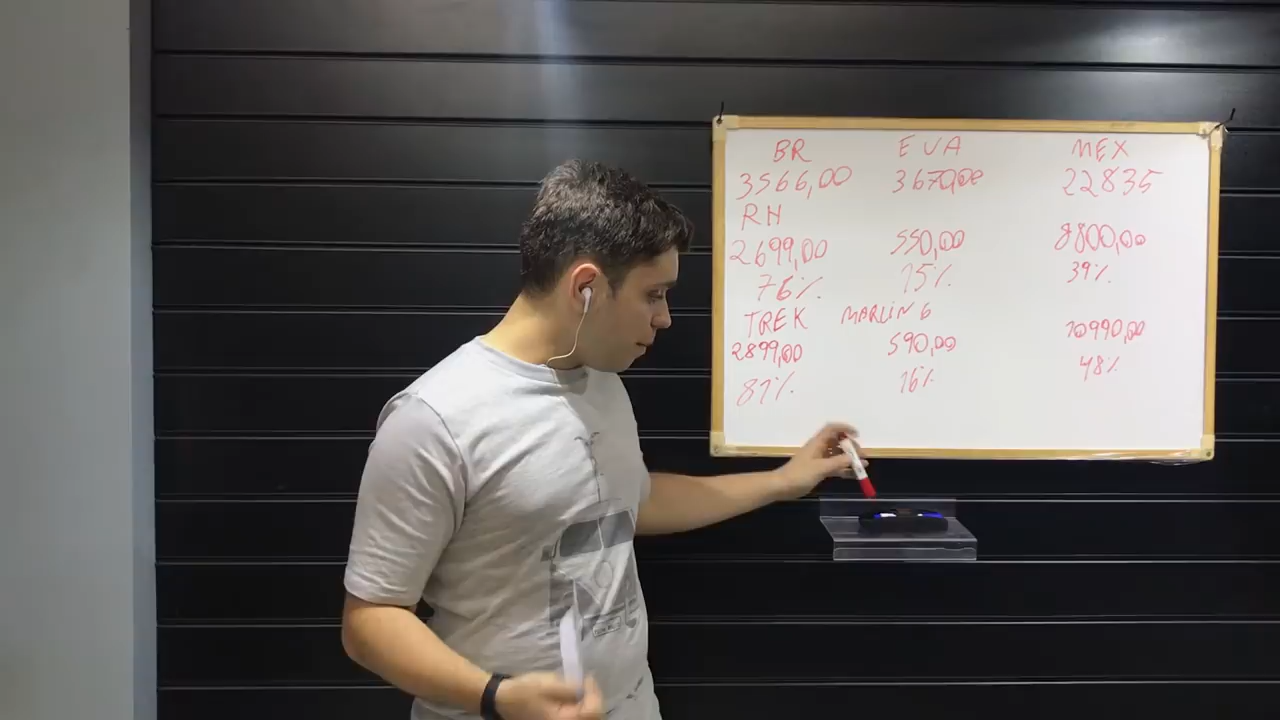 BR EUA MEX
3566,00 3670,00 22835
RH
2699,00 550,00 8800,00
76% 15% 39%
TREK MARLIN 6
2899,00 590,00 10990,00
81% 16% 48%